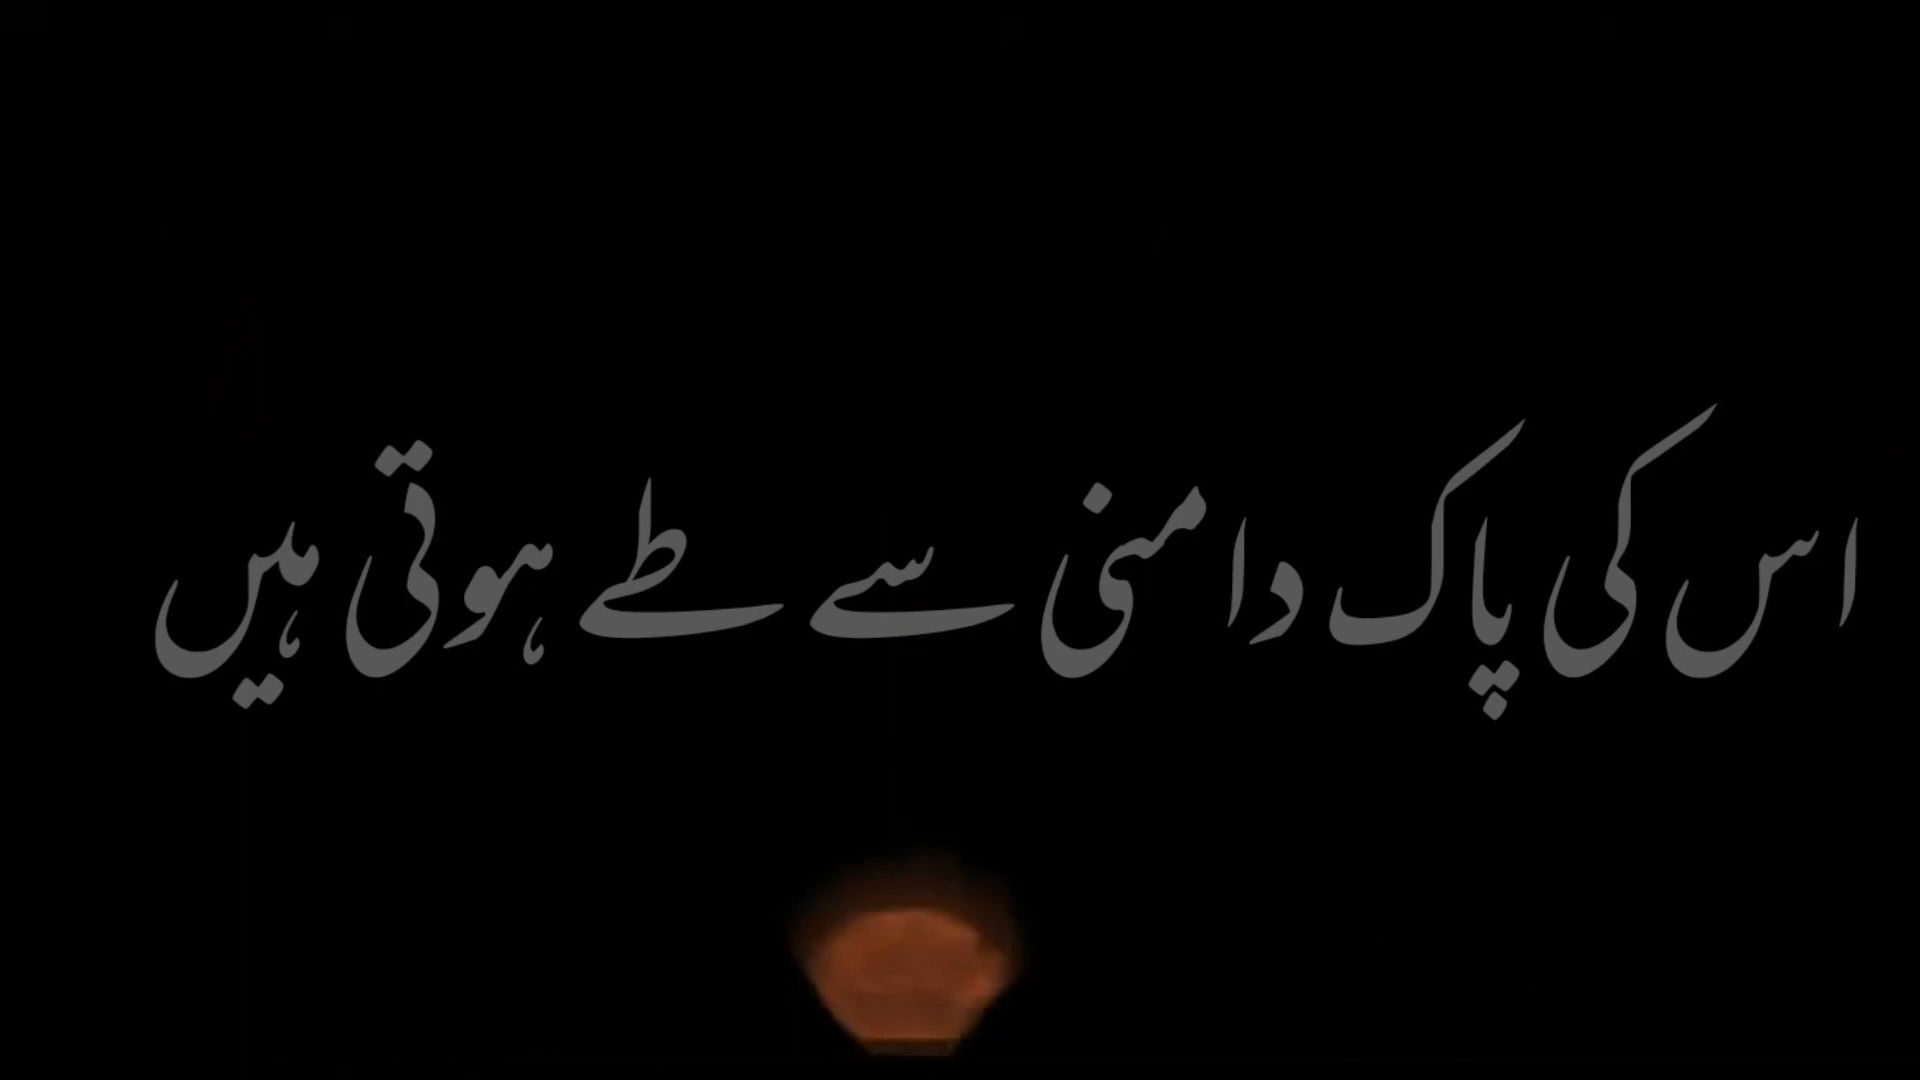 اس کی پاک دامنی سے طے ہوتی ہیں